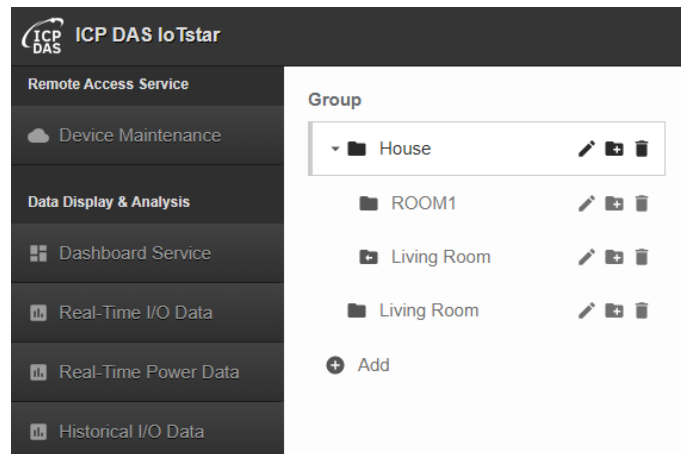 ICP
DAS
ICP DAS IoTstar
Remote Access Service
Device Maintenance
Data Display & Analysis
Dashboard Service
Real-Time I/O Data
Real-Time Power Data
Historical I/O Data
Group
House
ROOM1
Living Room
Living Room
Add